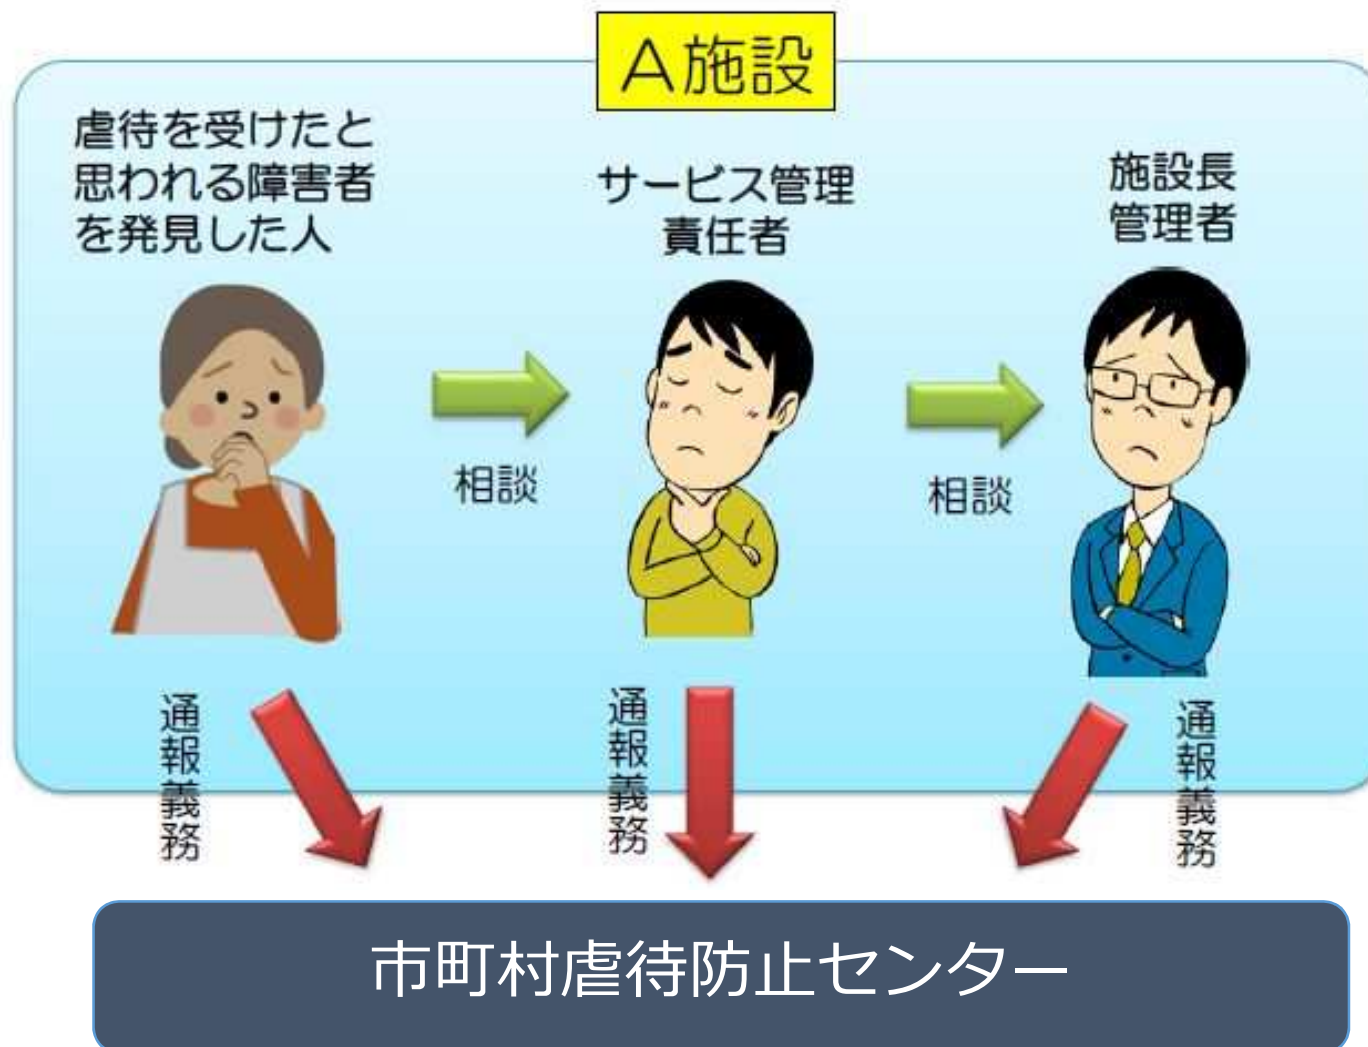 A施設
虐待を受けたと
思われる障害者
を発見した人
サービス管理
責任者
施設長
管理者
相談
相談
通報義務
通報義務
通報義務
市町村虐待防止センター